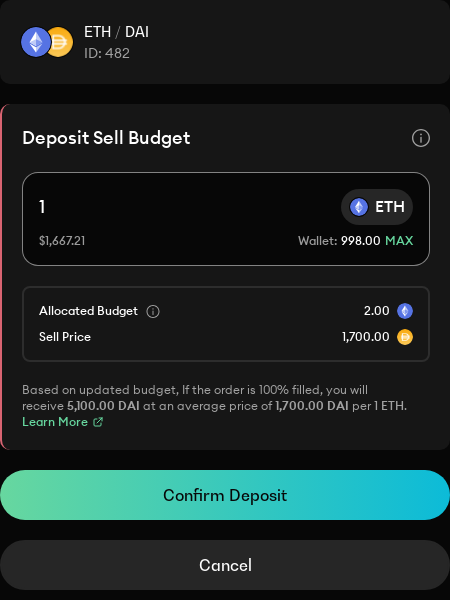 ETH / DAI
ID: 482
Deposit Sell Budget
1
ETH
$1,667.21
Wallet: 998.00 MAX
Allocated Budget
2.00
Sell Price
1,700.00
Based on updated budget, If the order is 100% filled, you will
receive 5,100.00 DAI at an average price of 1,700.00 DAI per 1 ETH.
Learn More
Confirm Deposit
Cancel